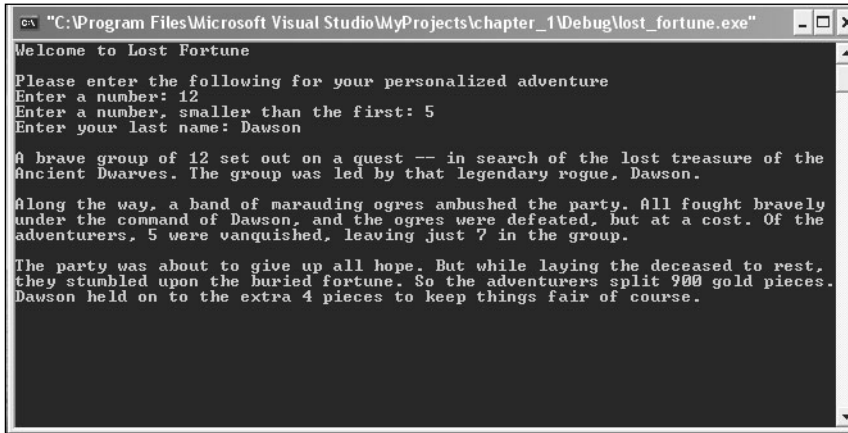 "C:\Program Files\Microsoft Visual Studio\MyProjects\chapter_1\Debug\lost_fortune.exe"
Welcome to Lost Fortune
Please enter the following for your personalized adventure
Enter a number: 12
Enter a number, smaller than the first: 5
Enter your last name: Dawson
A brave group of 12 set out on a quest -- in search of the lost treasure of the
Ancient Dwarves. The group was led by that legendary rogue, Dawson.
Along the way, a band of marauding ogres ambushed the party. All fought bravely
under the command of Dawson, and the ogres were defeated, but at a cost. Of the
adventurers, 5 were vanquished, leaving just 7 in the group.
The party was about to give up all hope. But while laying the deceased to rest,
they stumbled upon the buried fortune. So the adventurers split 900 gold pieces.
Dawson held on to the extra 4 pieces to keep things fair of course.